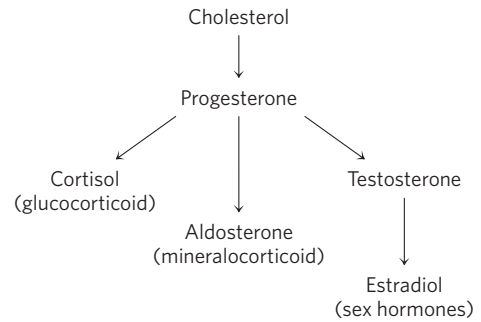 Cholesterol
Progesterone
Cortisol
(glucocorticoid)
Aldosterone
(mineralocorticoid)
Testosterone
Estradiol
(sex hormones)